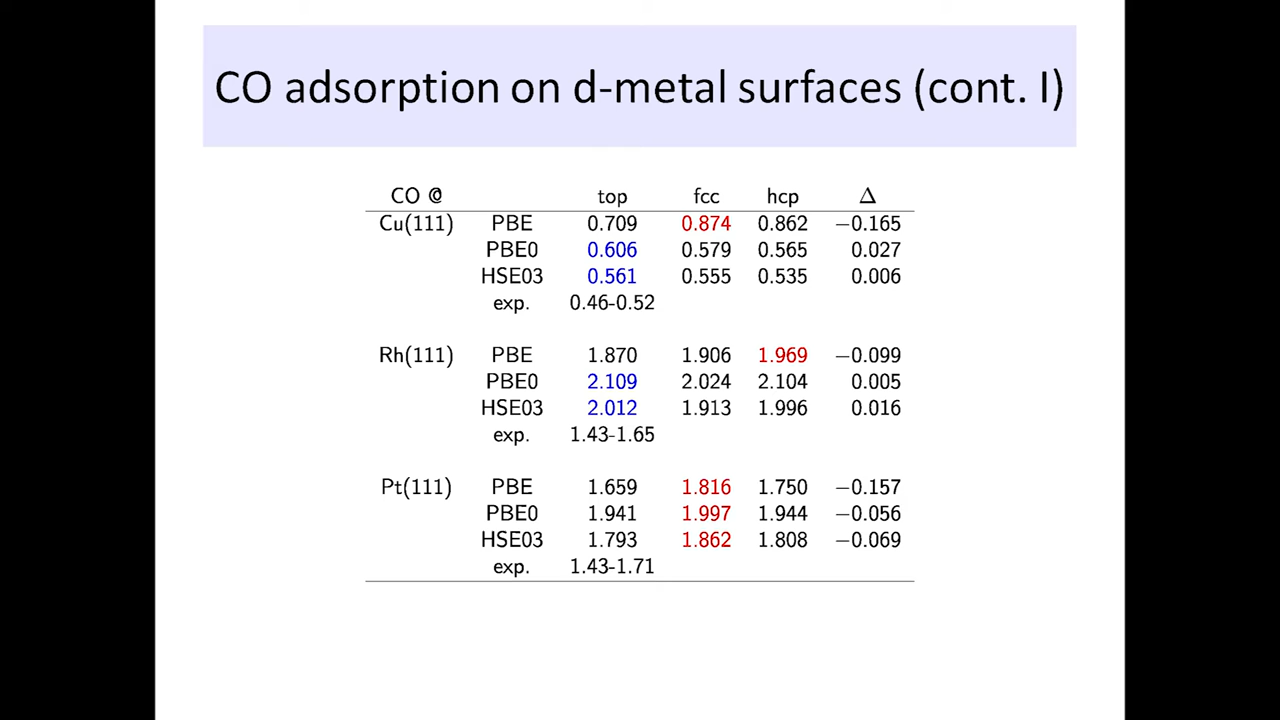 CO adsorption on d-metal surfaces (cont. I)
CO @ top fcc hcp Δ
Cu(111) PBE 0.709 0.874 0.862 −0.165
PBE0 0.606 0.579 0.565 0.027
HSE03 0.561 0.555 0.535 0.006
exp. 0.46-0.52
Rh(111) PBE 1.870 1.906 1.969 −0.099
PBE0 2.109 2.024 2.104 0.005
HSE03 2.012 1.913 1.996 0.016
exp. 1.43-1.65
Pt(111) PBE 1.659 1.816 1.750 −0.157
PBE0 1.941 1.997 1.944 −0.056
HSE03 1.793 1.862 1.808 −0.069
exp. 1.43-1.71